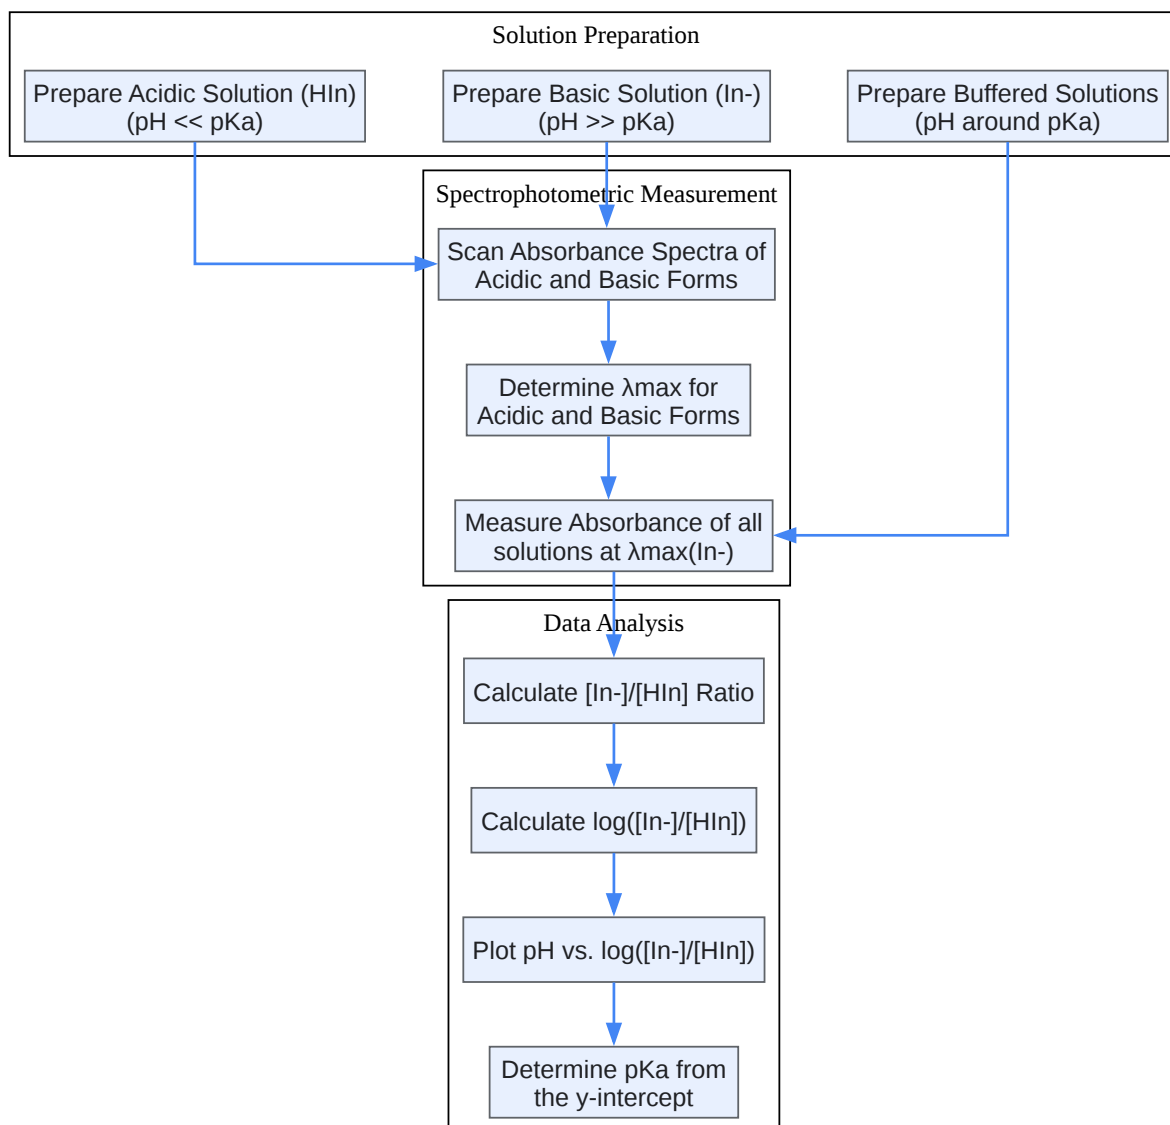 Solution Preparation
Prepare Acidic Solution (HIn)
(pH << pKa)
Prepare Basic Solution (In-)
(pH >> pKa)
Prepare Buffered Solutions
(pH around pKa)
Spectrophotometric Measurement
Scan Absorbance Spectra of
Acidic and Basic Forms
Determine λmax for
Acidic and Basic Forms
Measure Absorbance of all
solutions at λmax(In-)
Data Analysis
Calculate [In-]/[HIn] Ratio
Calculate log([In-]/[HIn])
Plot pH vs. log([In-]/[HIn])
Determine pKa from
the y-intercept